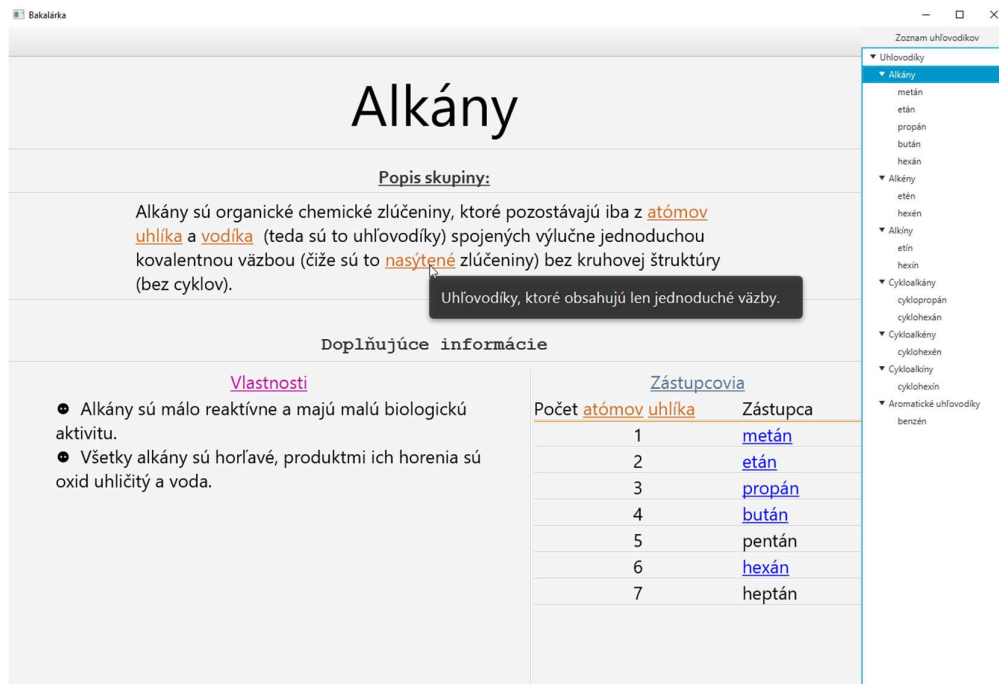 Bakalárka
Zoznam uhľovodíkov
Alkány
Popis skupiny:
Alkány sú organické chemické zlúčeniny, ktoré pozostávajú iba z atómov
uhlíka a vodíka (teda sú to uhľovodíky) spojených výlučne jednoduchou
kovalentnou väzbou (čiže sú to nasýtené zlúčeniny) bez kruhovej štruktúry
(bez cyklov).
Uhľovodíky, ktoré obsahujú len jednoduché väzby.
Doplňujúce informácie
Vlastnosti
Alkány sú málo reaktívne a majú malú biologickú
aktivitu.
Všetky alkány sú horľavé, produktmi ich horenia sú
oxid uhličitý a voda.
Zástupcovia
Počet atómov uhlíka Zástupca
1 metán
2 etán
3 propán
4 bután
5 pentán
6 hexán
7 heptán
Uhlovodíky
Alkány
metán
etán
propán
bután
hexán
Alkény
etén
hexén
Alkíny
etín
hexín
Cykloalkány
cyklopropán
cyklohexán
Cykloalkény
cyklohexén
Cykloalkíny
cyklohexín
Aromatické uhľovodíky
benzén